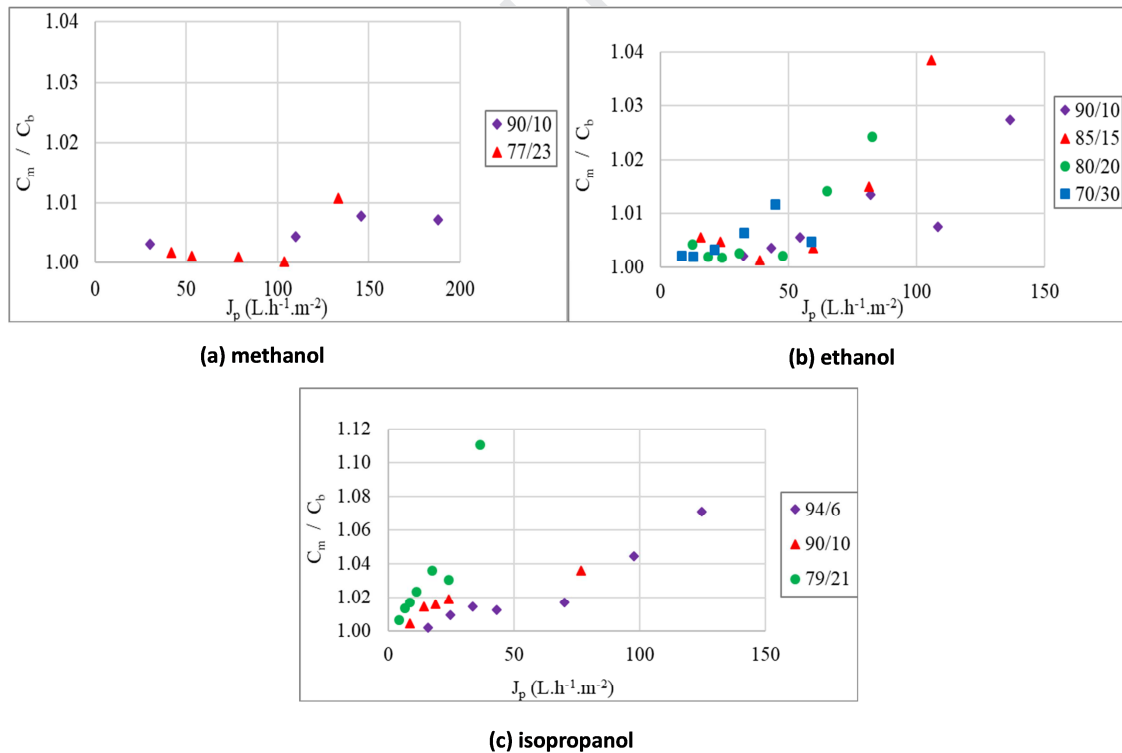 1.04
1.03
1.02
1.01
1.00
C_m / C_b
0 50 100 150 200
J_p (L.h⁻¹.m⁻²)
90/10
77/23
(a) methanol
1.04
1.03
1.02
1.01
1.00
C_m / C_b
0 50 100 150
J_p (L.h⁻¹.m⁻²)
90/10
85/15
80/20
70/30
(b) ethanol
1.12
1.10
1.08
1.06
1.04
1.02
1.00
C_m / C_b
0 50 100 150
J_p (L.h⁻¹.m⁻²)
94/6
90/10
79/21
(c) isopropanol